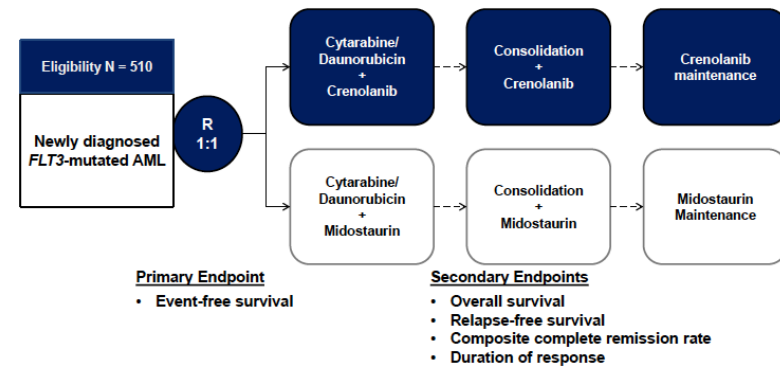 Eligibility N = 510
Newly diagnosed
FLT3-mutated AML
R
1:1
Cytarabine/
Daunorubicin
+
Crenolanib
Consolidation
+
Crenolanib
Crenolanib
maintenance
Cytarabine/
Daunorubicin
+
Midostaurin
Consolidation
+
Midostaurin
Midostaurin
Maintenance
Primary Endpoint
• Event-free survival
Secondary Endpoints
• Overall survival
• Relapse-free survival
• Composite complete remission rate
• Duration of response